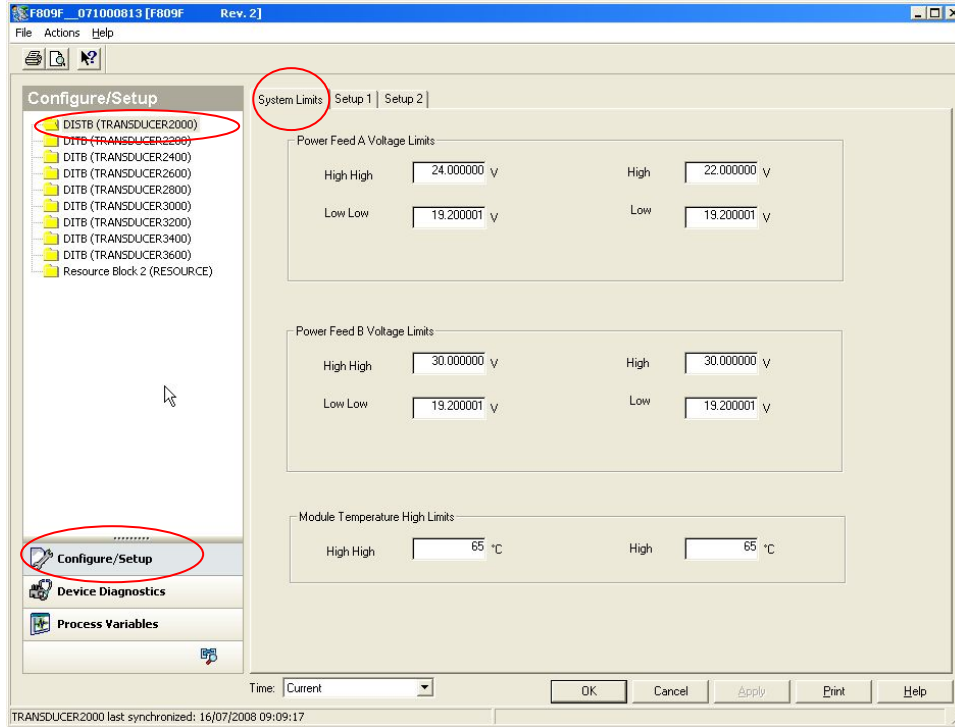 F809F__071000813 [F809F Rev. 2]
File Actions Help
Configure/Setup
DISTB (TRANSDUCER2000)
DITB (TRANSDUCER2200)
DITB (TRANSDUCER2400)
DITB (TRANSDUCER2600)
DITB (TRANSDUCER2800)
DITB (TRANSDUCER3000)
DITB (TRANSDUCER3200)
DITB (TRANSDUCER3400)
DITB (TRANSDUCER3600)
Resource Block 2 (RESOURCE)
Configure/Setup
Device Diagnostics
Process Variables
System Limits Setup 1 Setup 2
Power Feed A Voltage Limits
High High 24.000000 V High 22.000000 V
Low Low 19.200001 V Low 19.200001 V
Power Feed B Voltage Limits
High High 30.000000 V High 30.000000 V
Low Low 19.200001 V Low 19.200001 V
Module Temperature High Limits
High High 65 °C High 65 °C
Time: Current OK Cancel Apply Print Help
TRANSDUCER2000 last synchronized: 16/07/2008 09:09:17